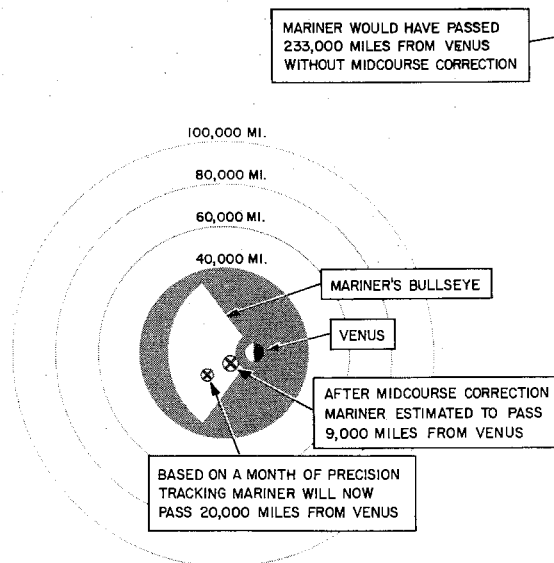 MARINER WOULD HAVE PASSED
233,000 MILES FROM VENUS
WITHOUT MIDCOURSE CORRECTION
100,000 MI.
80,000 MI.
60,000 MI.
40,000 MI.
MARINER'S BULLSEYE
VENUS
AFTER MIDCOURSE CORRECTION
MARINER ESTIMATED TO PASS
9,000 MILES FROM VENUS
BASED ON A MONTH OF PRECISION
TRACKING MARINER WILL NOW
PASS 20,000 MILES FROM VENUS